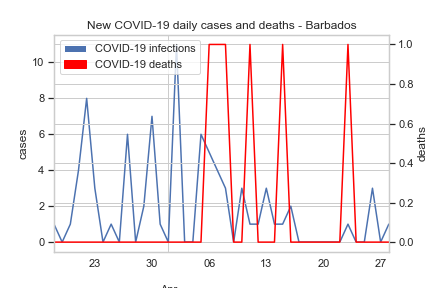 New COVID-19 daily cases and deaths - Barbados
COVID-19 infections
COVID-19 deaths
cases
10
8
6
4
2
0
deaths
1.0
0.8
0.6
0.4
0.2
0.0
23 30 06 13 20 27